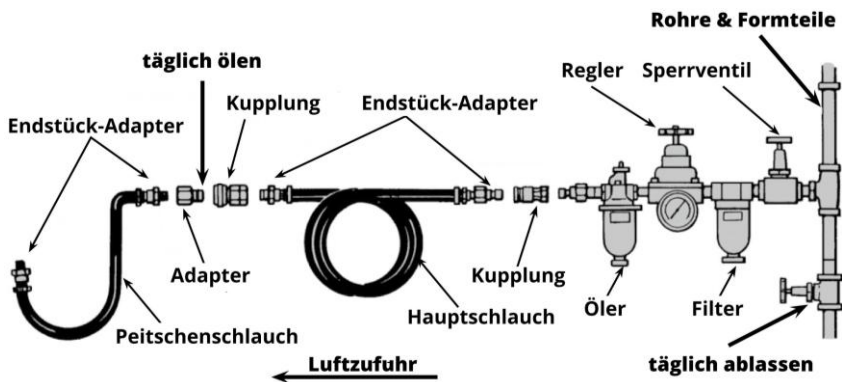 Rohre & Formteile
täglich ölen
Regler
Sperrventil
Kupplung
Endstück-Adapter
Endstück-Adapter
Adapter
Kupplung
Öler
Filter
Peitschenschlauch
Hauptschlauch
Luftzufuhr
täglich ablassen